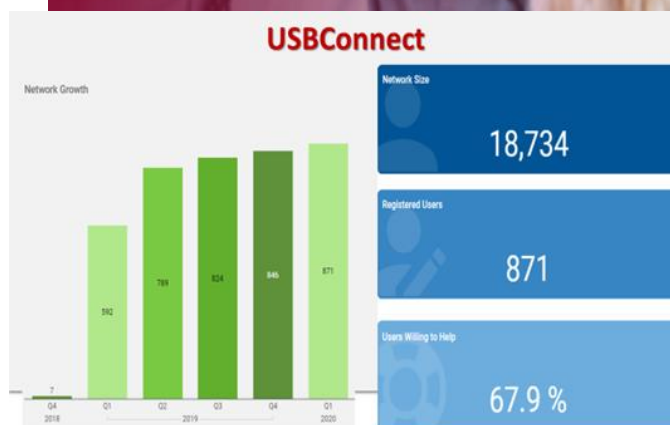 USBConnect
Network Growth
7
592
789
824
846
871
Q4
Q1
Q2
Q3
Q4
Q1
2018
2019
2020
Network Size
18,734
Registered Users
871
Users Willing to Help
67.9 %